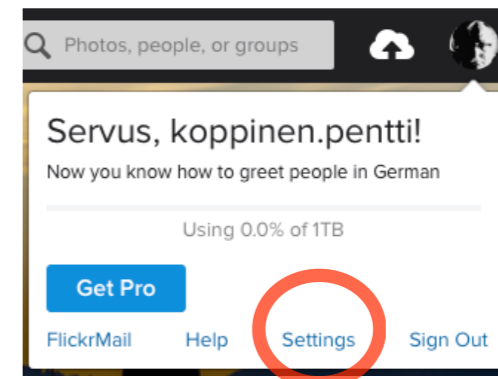 Photos, people, or groups
Servus, koppinen.pentti!
Now you know how to greet people in German
Using 0.0% of 1TB
Get Pro
FlickrMail Help Settings Sign Out